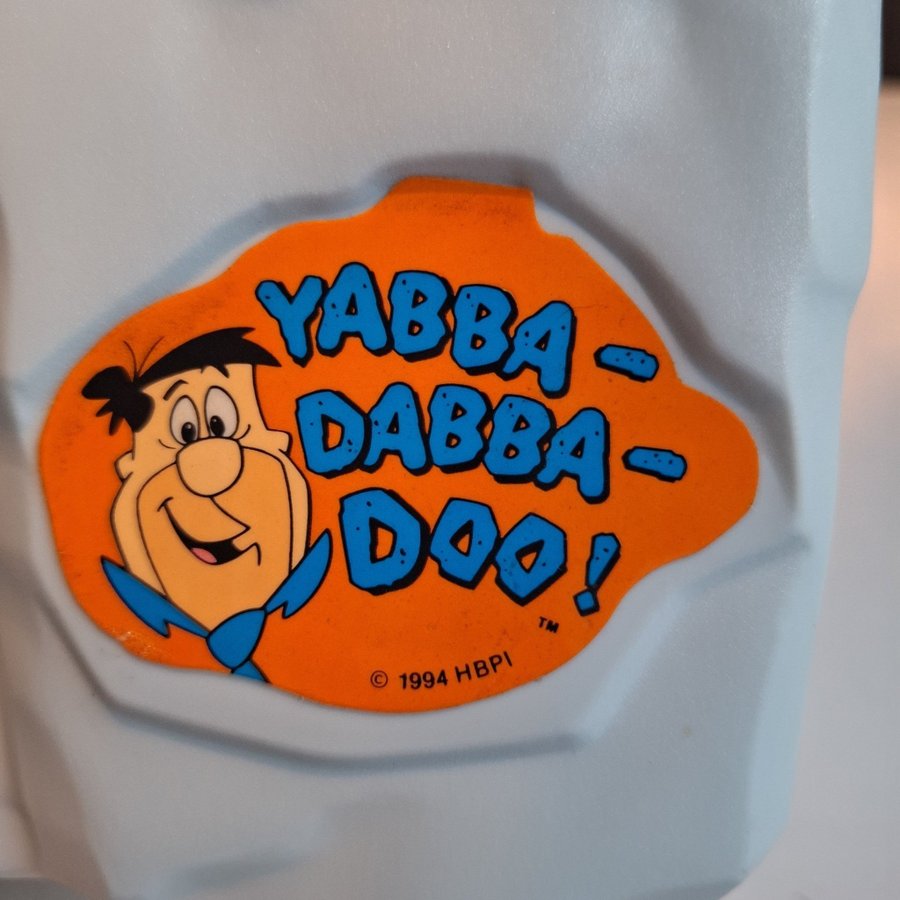 YABBA-
DABBA-
DOO!
TM
© 1994 HBPI